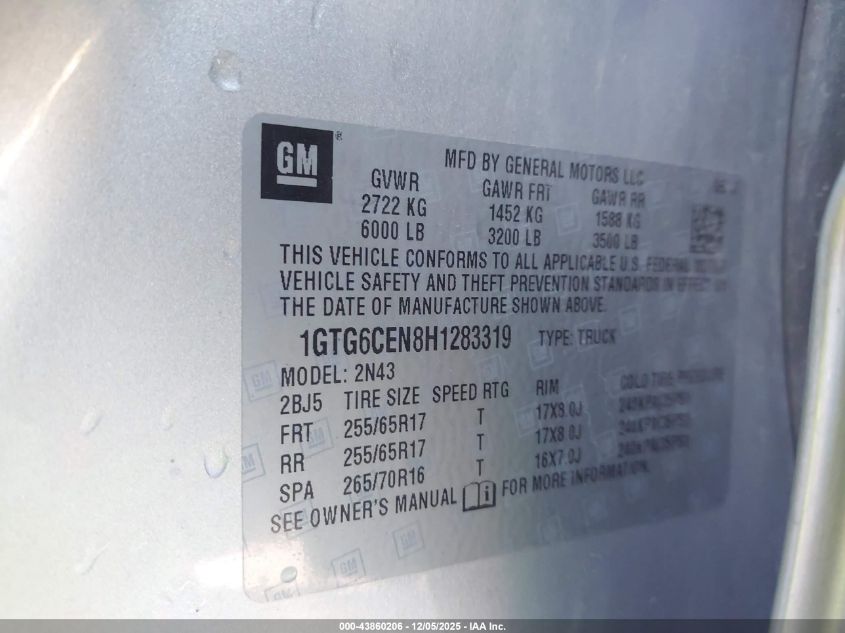 GM ®
MFD BY GENERAL MOTORS LLC
GVWR GAWR FRT GAWR RR
2722 KG 1452 KG 1588 KG
6000 LB 3200 LB 3500 LB
THIS VEHICLE CONFORMS TO ALL APPLICABLE U.S. FEDERAL MOTOR
VEHICLE SAFETY AND THEFT PREVENTION STANDARDS IN EFFECT ON
THE DATE OF MANUFACTURE SHOWN ABOVE.
1GTG6CEN8H1283319 TYPE: TRUCK
MODEL: 2N43
2BJ5 TIRE SIZE SPEED RTG RIM COLD TIRE PRESSURE
FRT 255/65R17 T 17X8.0J
RR 255/65R17 T 17X8.0J
SPA 265/70R16 T 16X7.0J
SEE OWNER'S MANUAL FOR MORE INFORMATION.
000-43860206 - 12/05/2025 - IAA Inc.